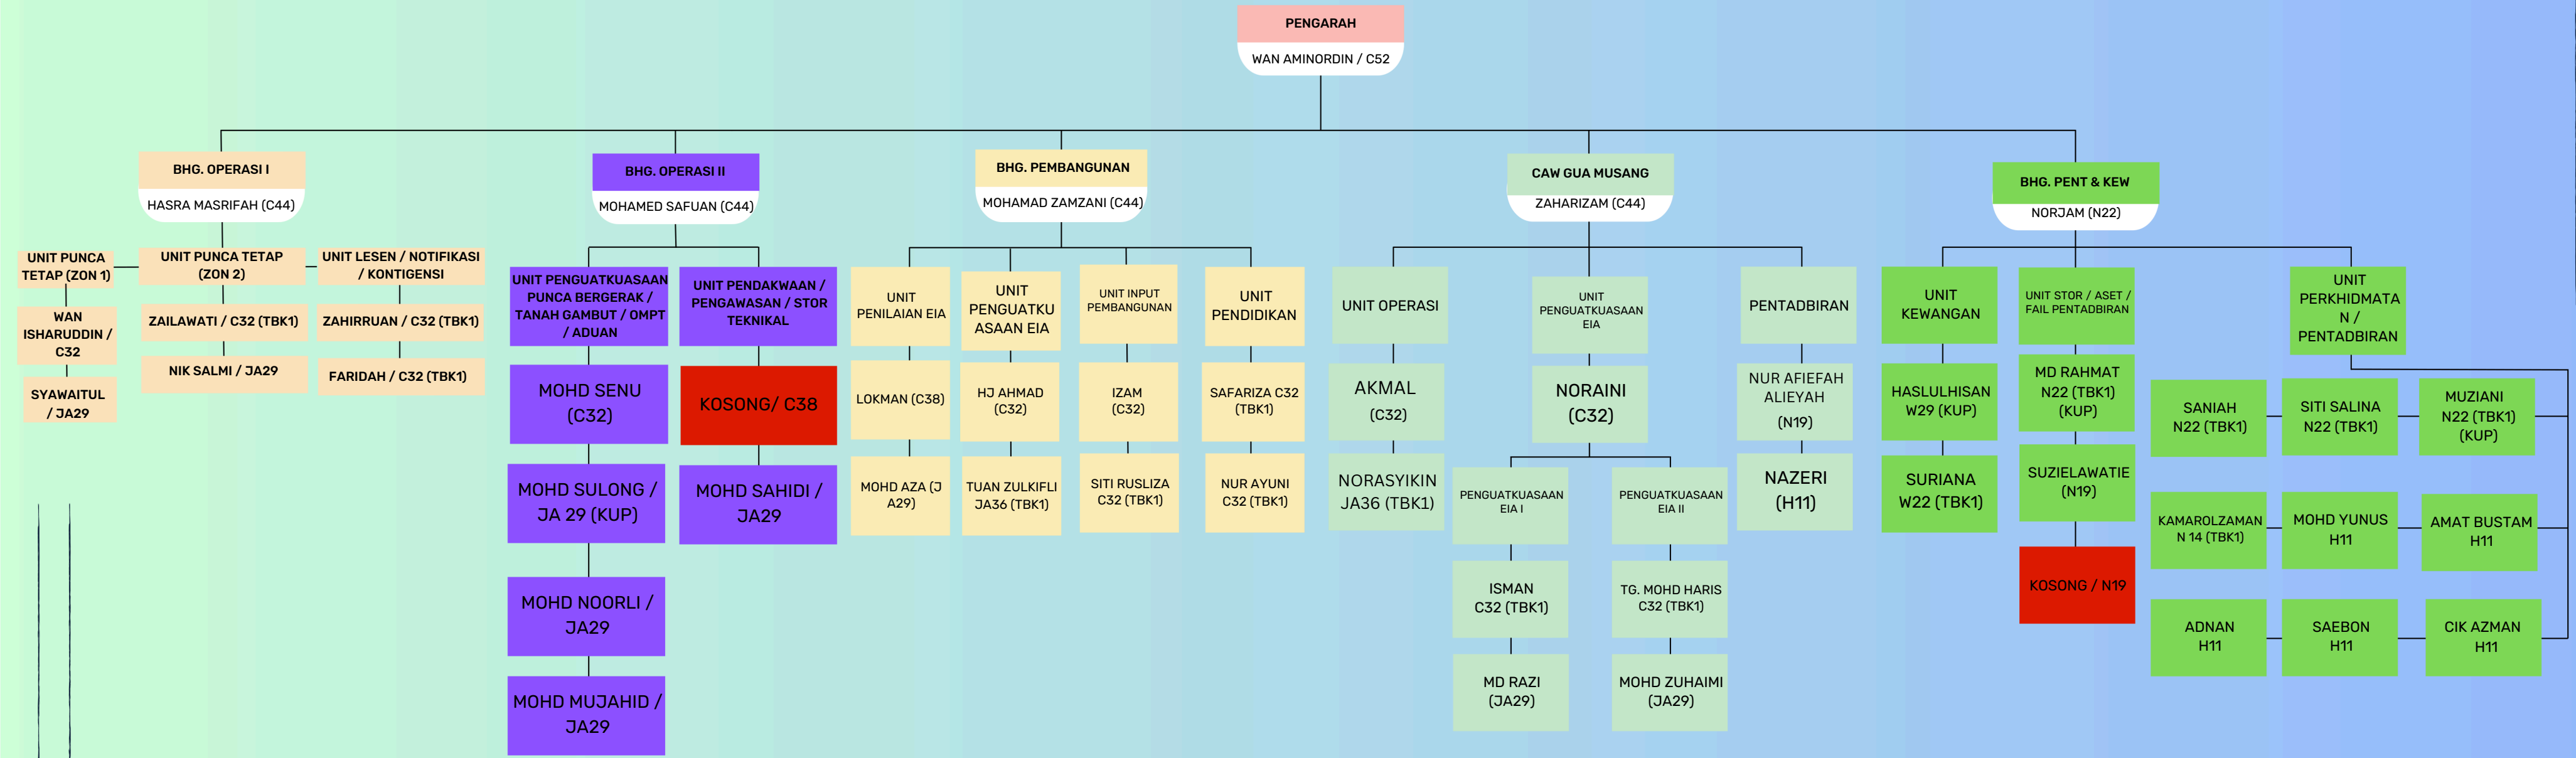 PENGARAH
WAN AMINORDIN / C52
BHG. OPERASI I
HASRA MASRIFAH (C44)
UNIT PUNCA
TETAP (ZON 1)
WAN
ISHARUDDIN /
C32
SYAWAITUL
/ JA29
UNIT PUNCA TETAP
(ZON 2)
ZAILAWATI / C32 (TBK1)
NIK SALMI / JA29
UNIT LESEN / NOTIFIKASI
/ KONTIGENSI
ZAHIRRUAN / C32 (TBK1)
FARIDAH / C32 (TBK1)
BHG. OPERASI II
MOHAMED SAFUAN (C44)
UNIT PENGUATKUASAAN
PUNCA BERGERAK /
TANAH GAMBUT / OMPT
/ ADUAN
MOHD SENU
(C32)
MOHD SULONG /
JA 29 (KUP)
MOHD NOORLI /
JA29
MOHD MUJAHID /
JA29
UNIT PENDAKWAAN /
PENGAWASAN / STOR
TEKNIKAL
KOSONG/ C38
MOHD SAHIDI /
JA29
BHG. PEMBANGUNAN
MOHAMAD ZAMZANI (C44)
UNIT
PENILAIAN EIA
LOKMAN (C38)
MOHD AZA (J
A29)
UNIT
PENGUATKU
ASAAN EIA
HJ AHMAD
(C32)
TUAN ZULKIFLI
JA36 (TBK1)
UNIT INPUT
PEMBANGUNAN
IZAM
(C32)
SITI RUSLIZA
C32 (TBK1)
UNIT
PENDIDIKAN
SAFARIZA C32
(TBK1)
NUR AYUNI
C32 (TBK1)
CAW GUA MUSANG
ZAHARIZAM (C44)
UNIT OPERASI
AKMAL
(C32)
NORASYIKIN
JA36 (TBK1)
UNIT
PENGUATKUASAAN
EIA
NORAINI
(C32)
PENGUATKUASAAN
EIA I
ISMAN
C32 (TBK1)
MD RAZI
(JA29)
PENGUATKUASAAN
EIA II
TG. MOHD HARIS
C32 (TBK1)
MOHD ZUHAIMI
(JA29)
PENTADBIRAN
NUR AFIEFAH
ALIEYAH
(N19)
NAZERI
(H11)
BHG. PENT & KEW
NORJAM (N22)
UNIT
KEWANGAN
HASLULHISAN
W29 (KUP)
SURIANA
W22 (TBK1)
UNIT STOR / ASET /
FAIL PENTADBIRAN
MD RAHMAT
N22 (TBK1)
(KUP)
SUZIELAWATIE
(N19)
KOSONG / N19
UNIT
PERKHIDMATA
N /
PENTADBIRAN
SANIAH
N22 (TBK1)
SITI SALINA
N22 (TBK1)
MUZIANI
N22 (TBK1)
(KUP)
KAMAROLZAMAN
N 14 (TBK1)
MOHD YUNUS
H11
AMAT BUSTAM
H11
ADNAN
H11
SAEBON
H11
CIK AZMAN
H11